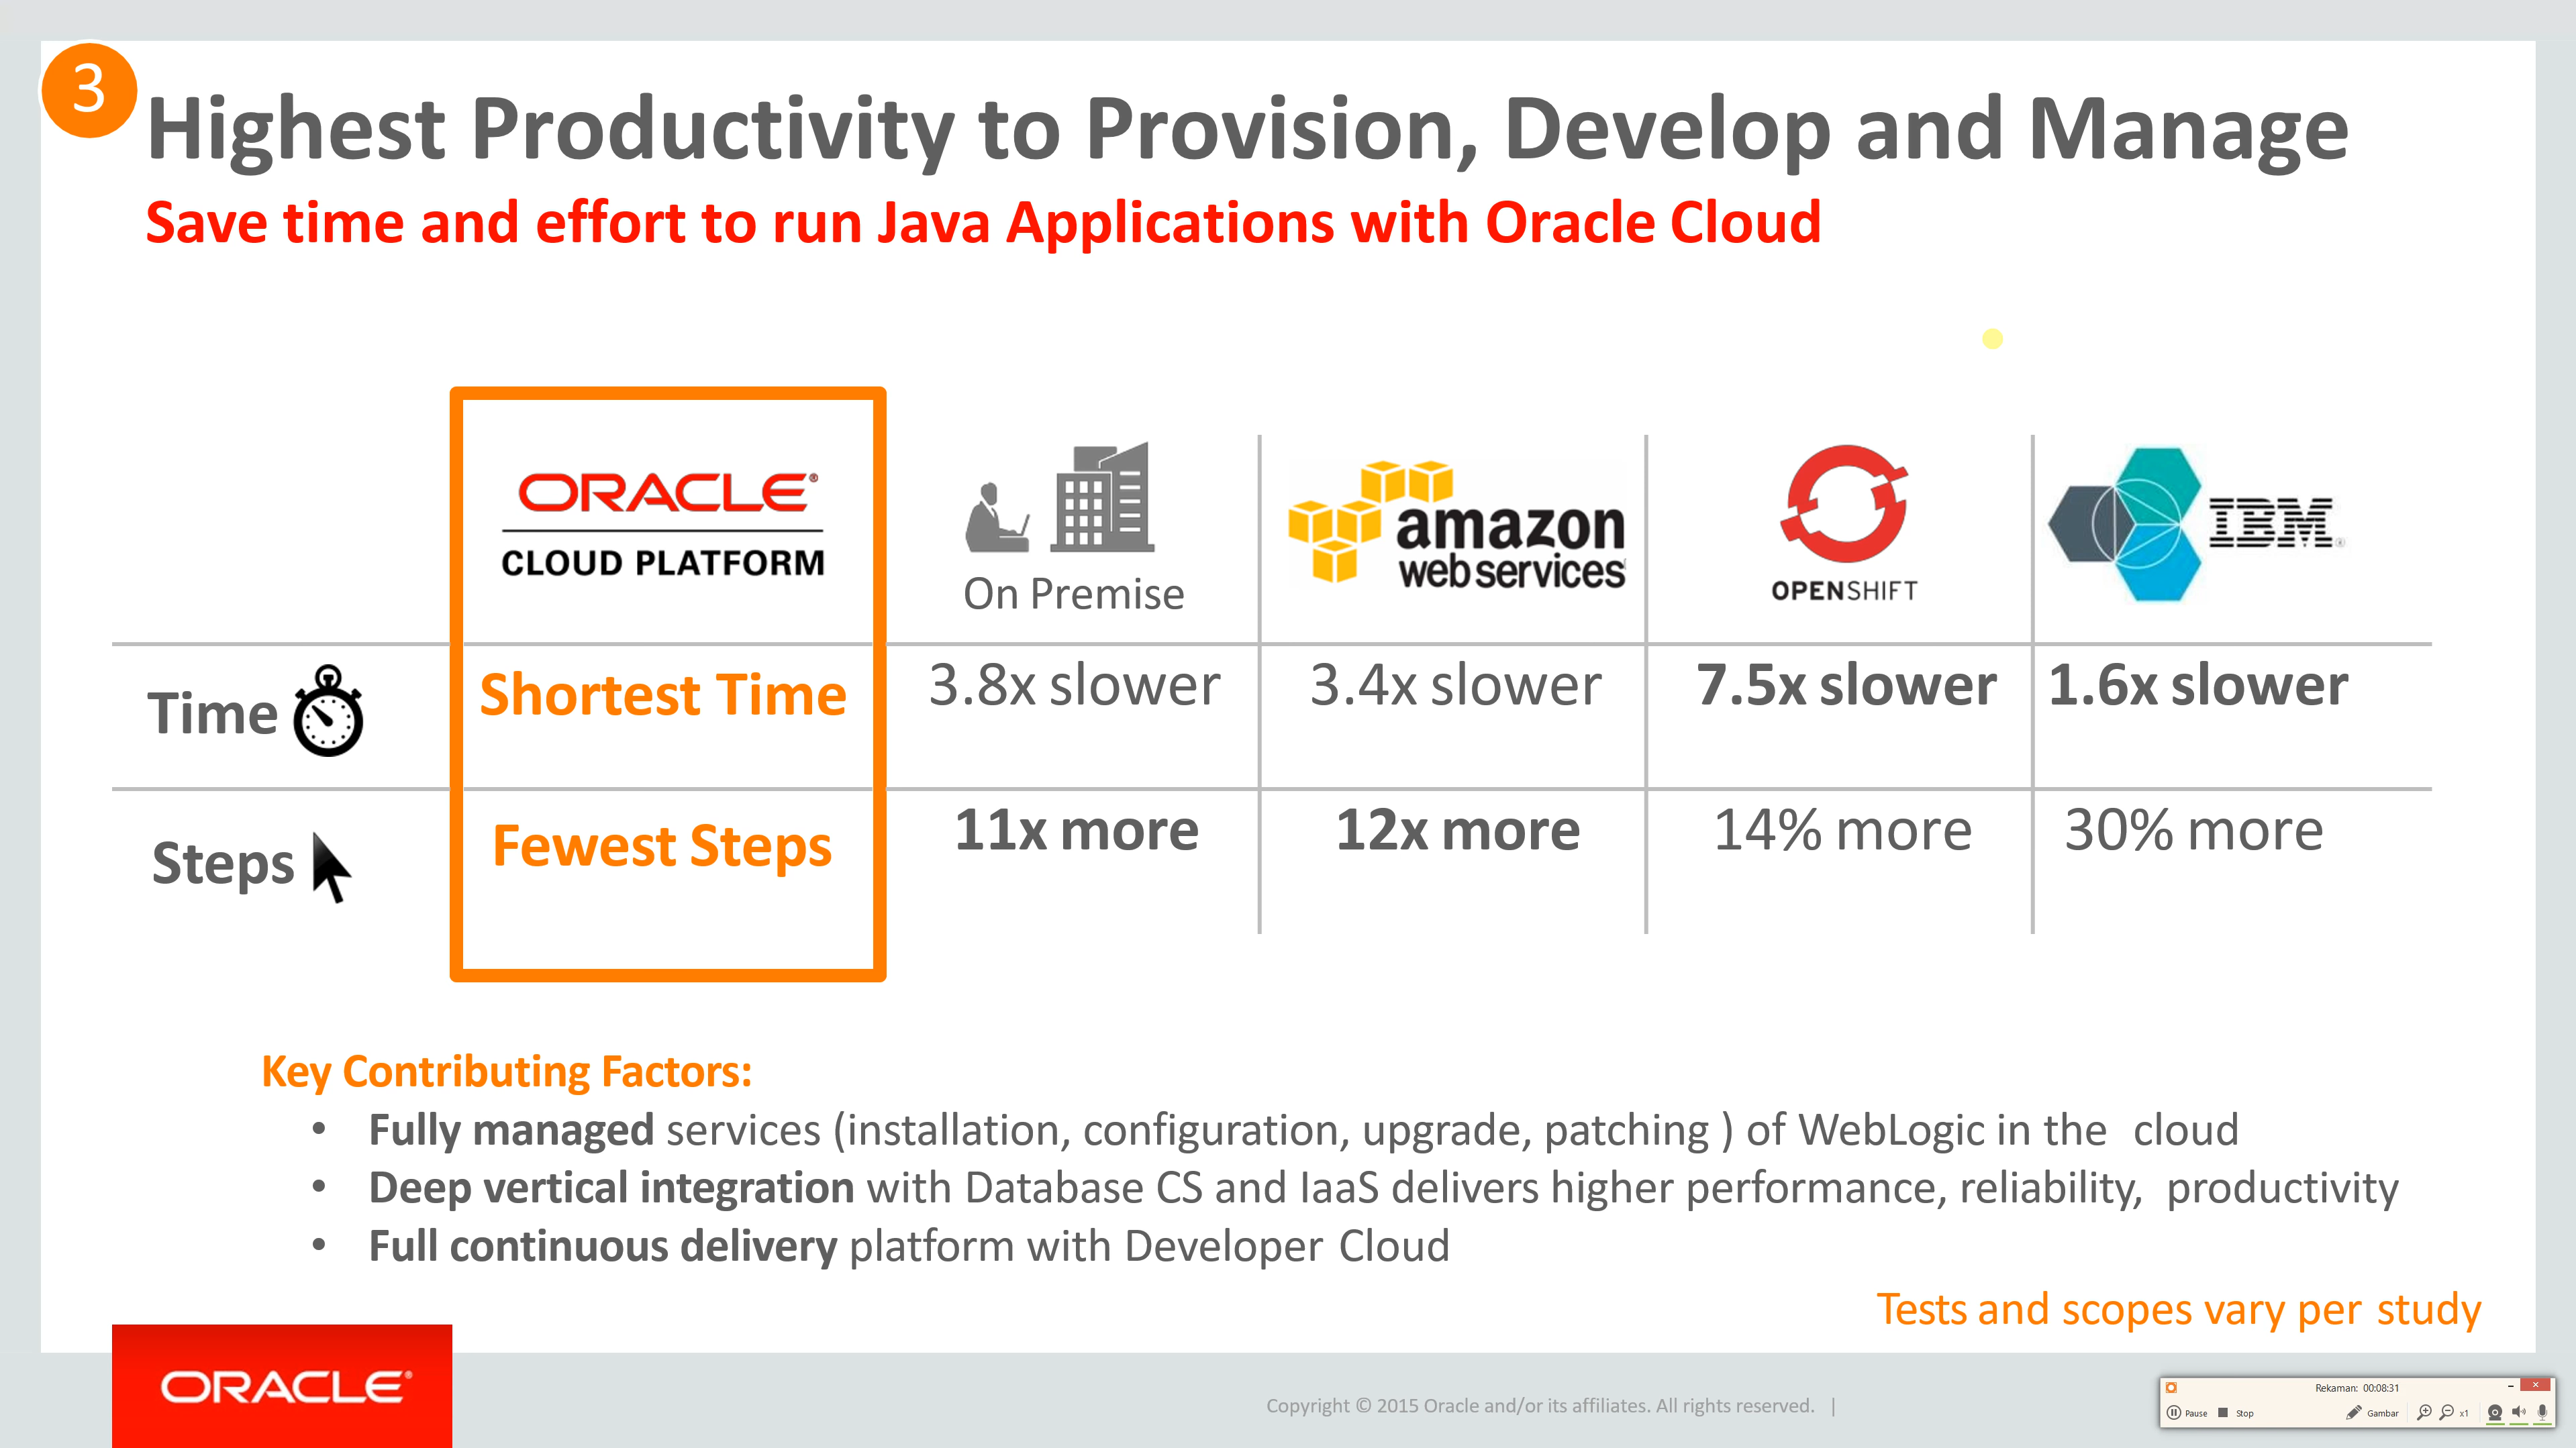 3
Highest Productivity to Provision, Develop and Manage
Save time and effort to run Java Applications with Oracle Cloud
ORACLE®
CLOUD PLATFORM
On Premise
amazon
web services
OPENSHIFT
IBM®
Time
Shortest Time
3.8x slower
3.4x slower
7.5x slower
1.6x slower
Steps
Fewest Steps
11x more
12x more
14% more
30% more
Key Contributing Factors:
• Fully managed services (installation, configuration, upgrade, patching ) of WebLogic in the cloud
• Deep vertical integration with Database CS and IaaS delivers higher performance, reliability, productivity
• Full continuous delivery platform with Developer Cloud
Tests and scopes vary per study
ORACLE®
Copyright © 2015 Oracle and/or its affiliates. All rights reserved. |
Rekaman: 00:08:31
Pause Stop Gambar x1